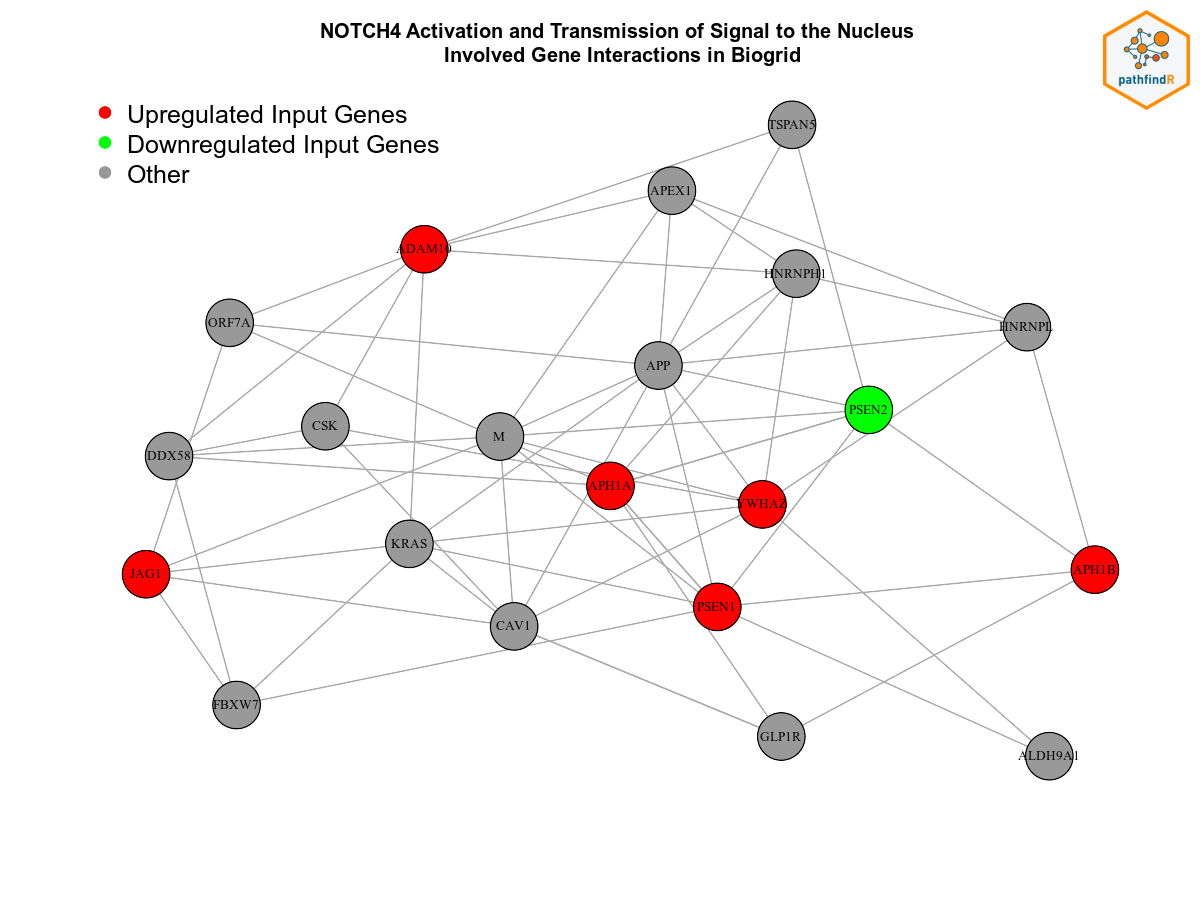 NOTCH4 Activation and Transmission of Signal to the Nucleus
Involved Gene Interactions in Biogrid
pathfindR
Upregulated Input Genes
Downregulated Input Genes
Other
TSPAN5
APEX1
ADAM10
HNRNPH1
ORF7A
HNRNPL
APP
PSEN2
CSK
M
DDX58
APH1A
YWHAZ
KRAS
JAG1
APH1B
PSEN1
CAV1
FBXW7
GLP1R
ALDH9A1